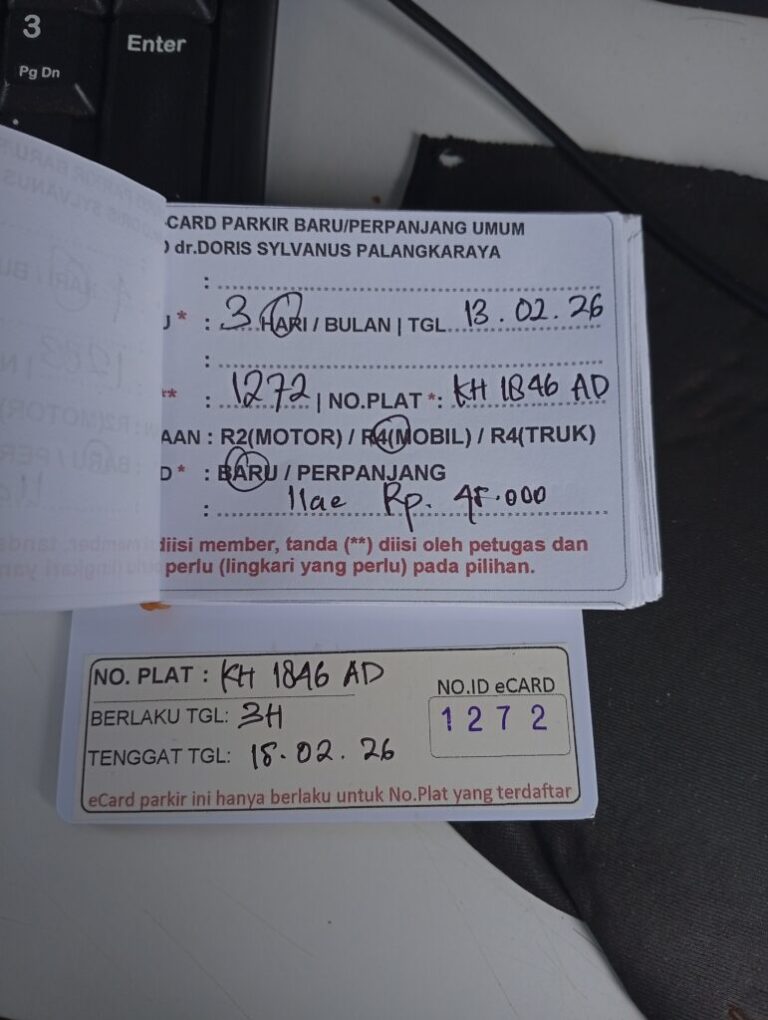 3
Pg Dn
Enter
CARD PARKIR BARU/PERPANJANG UMUM
dr.DORIS SYLVANUS PALANGKARAYA
:
* : 3 HARI / BULAN | TGL 13.02.26
:
** : 1272 | NO.PLAT *: KH 1846 AD
AAN : R2(MOTOR) / R4(MOBIL) / R4(TRUK)
D* : BARU / PERPANJANG
: Rp. 45.000
diisi member, tanda (**) diisi oleh petugas dan
perlu (lingkari yang perlu) pada pilihan.
NO. PLAT : KH 1846 AD
BERLAKU TGL: 3H
TENGGAT TGL: 15.02.26
NO.ID eCARD
1272
eCard parkir ini hanya berlaku untuk No.Plat yang terdaftar